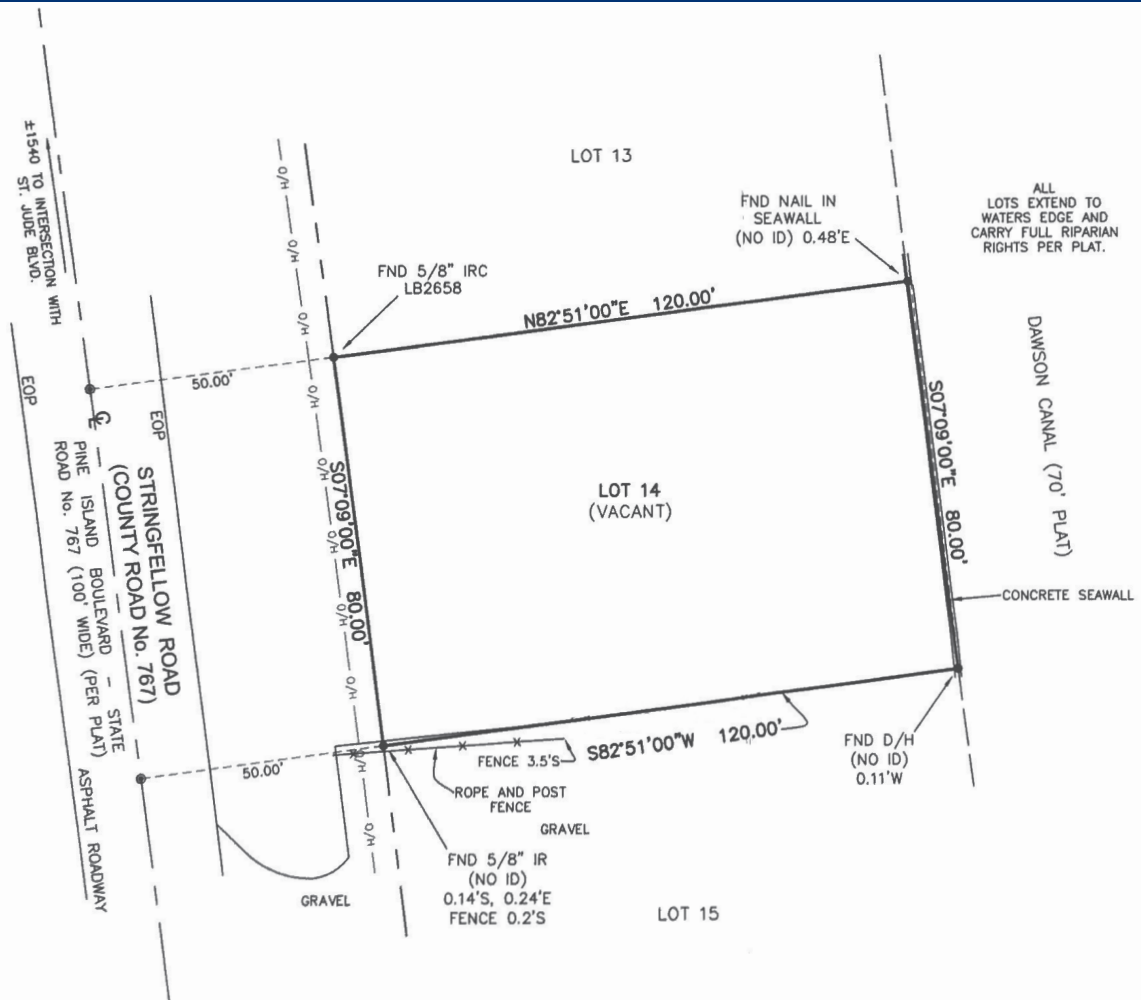 LOT 13
±1540 TO INTERSECTION WITH
ST. JUDE BLVD.
FND NAIL IN
SEAWALL
(NO ID) 0.48'E
ALL
LOTS EXTEND TO
WATERS EDGE AND
CARRY FULL RIPARIAN
RIGHTS PER PLAT.
FND 5/8" IRC
LB2658
N82°51'00"E 120.00'
50.00'
O/H
O/H
O/H
O/H
O/H
O/H
O/H
O/H
O/H
O/H
O/H
O/H
EOP
EOP
STRINGFELLOW ROAD
(COUNTY ROAD No. 767)
PINE ISLAND BOULEVARD - STATE
ROAD No. 767 (100' WIDE) (PER PLAT)
ASPHALT ROADWAY
S07°09'00"E 80.00'
LOT 14
(VACANT)
S07°09'00"E 80.00'
DAWSON CANAL (70' PLAT)
CONCRETE SEAWALL
50.00'
FENCE 3.5'S
S82°51'00"W 120.00'
FND D/H
(NO ID)
0.11'W
ROPE AND POST
FENCE
GRAVEL
FND 5/8" IR
(NO ID)
0.14'S, 0.24'E
FENCE 0.2'S
GRAVEL
LOT 15